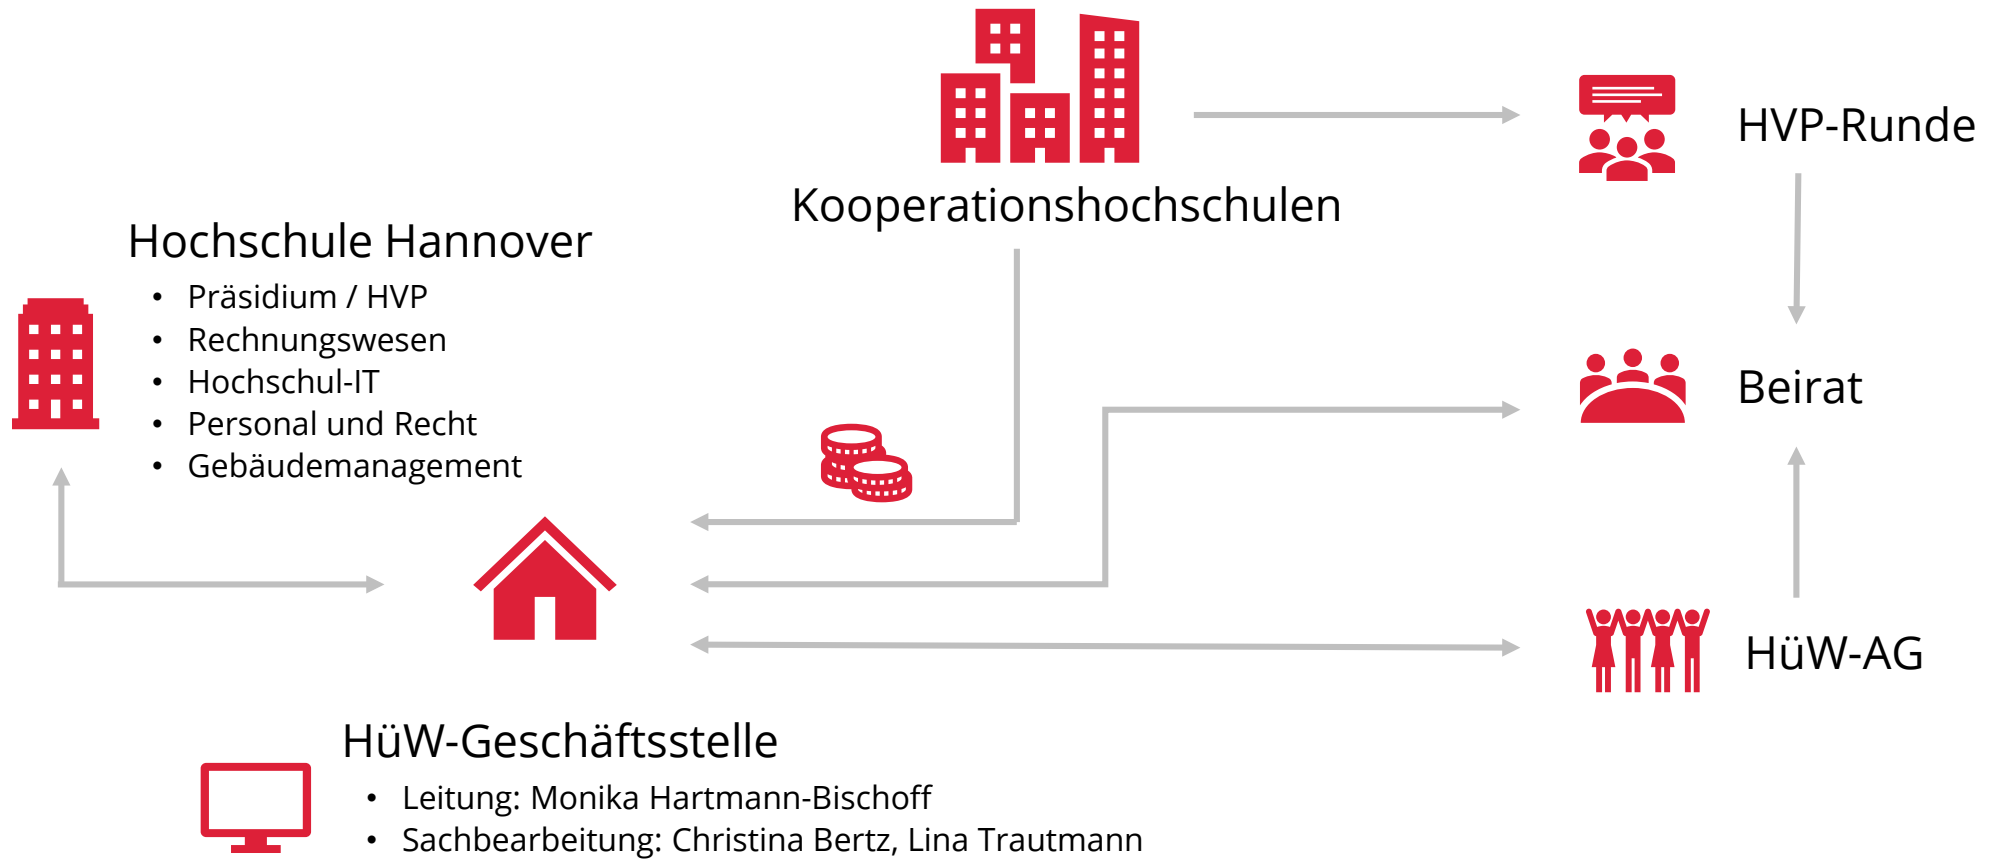 Kooperationshochschulen
HVP-Runde
Hochschule Hannover
• Präsidium / HVP
• Rechnungswesen
• Hochschul-IT
• Personal und Recht
• Gebäudemanagement
Beirat
HüW-AG
HüW-Geschäftsstelle
• Leitung: Monika Hartmann-Bischoff
• Sachbearbeitung: Christina Bertz, Lina Trautmann